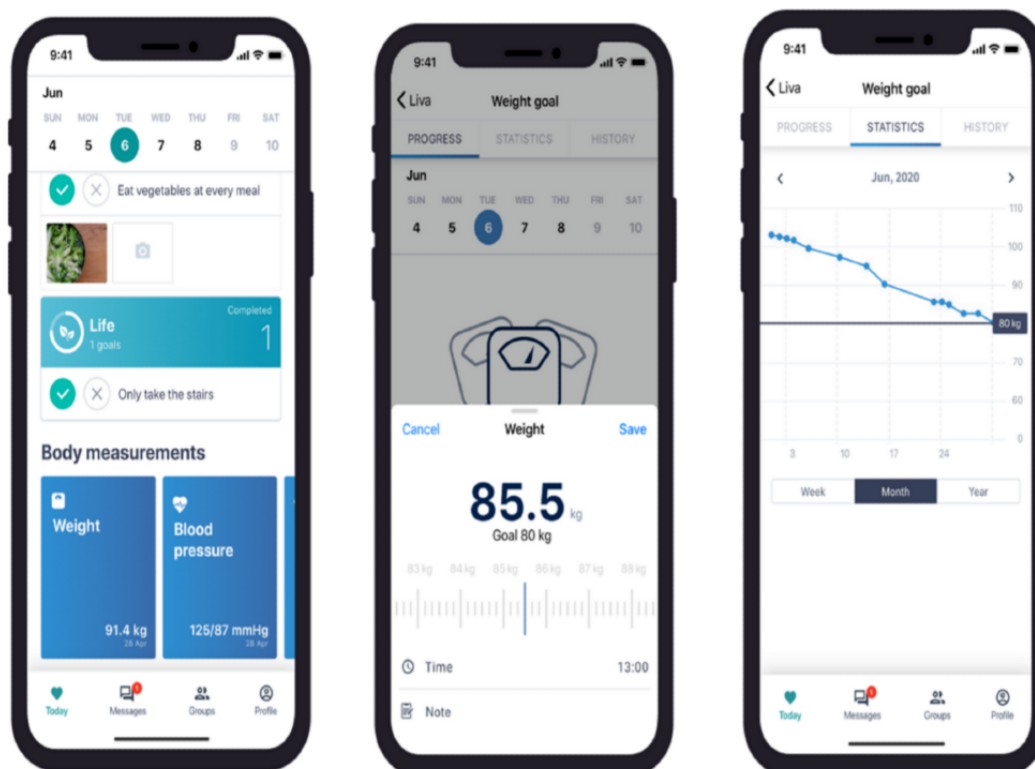 9:41
Jun
SUN MON TUE WED THU FRI SAT
4 5 6 7 8 9 10
Eat vegetables at every meal
Completed
Life
1 goals
1
Only take the stairs
Body measurements
Weight
91.4 kg
28 Apr
Blood
pressure
125/87 mmHg
28 Apr
1
Today Messages Groups Profile
9:41
Liva Weight goal
PROGRESS STATISTICS HISTORY
Jun
SUN MON TUE WED THU FRI SAT
4 5 6 7 8 9 10
Cancel Weight Save
85.5 kg
Goal 80 kg
83 kg 84 kg 85 kg 86 kg 87 kg 88 kg
Time 13:00
Note
9:41
Liva Weight goal
PROGRESS STATISTICS HISTORY
Jun, 2020
110
100
90
80 kg
70
60
0
3 10 17 24
Week Month Year
1
Today Messages Groups Profile